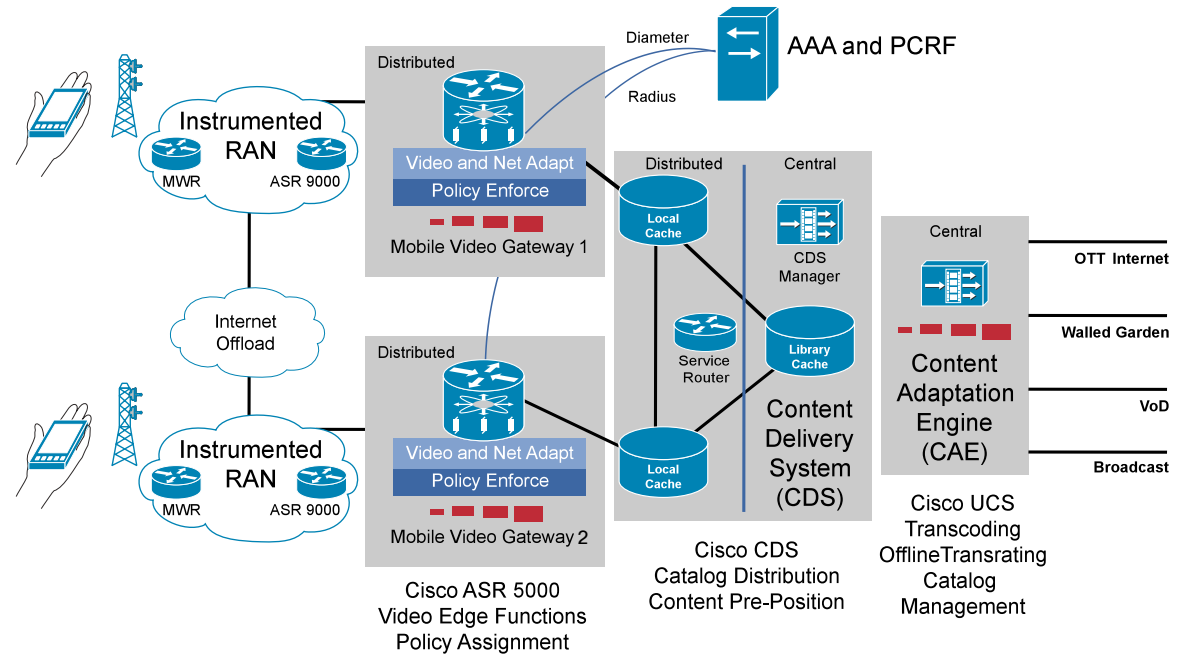 Diameter
Radius
AAA and PCRF
Distributed
Instrumented
RAN
MWR
ASR 9000
Video and Net Adapt
Policy Enforce
Mobile Video Gateway 1
Internet
Offload
Distributed
Instrumented
RAN
MWR
ASR 9000
Video and Net Adapt
Policy Enforce
Mobile Video Gateway 2
Cisco ASR 5000
Video Edge Functions
Policy Assignment
Distributed
Central
Local
Cache
CDS
Manager
Service
Router
Library
Cache
Local
Cache
Content
Delivery
System
(CDS)
Cisco CDS
Catalog Distribution
Content Pre-Position
Central
Content
Adaptation
Engine
(CAE)
Cisco UCS
Transcoding
OfflineTransrating
Catalog
Management
OTT Internet
Walled Garden
VoD
Broadcast